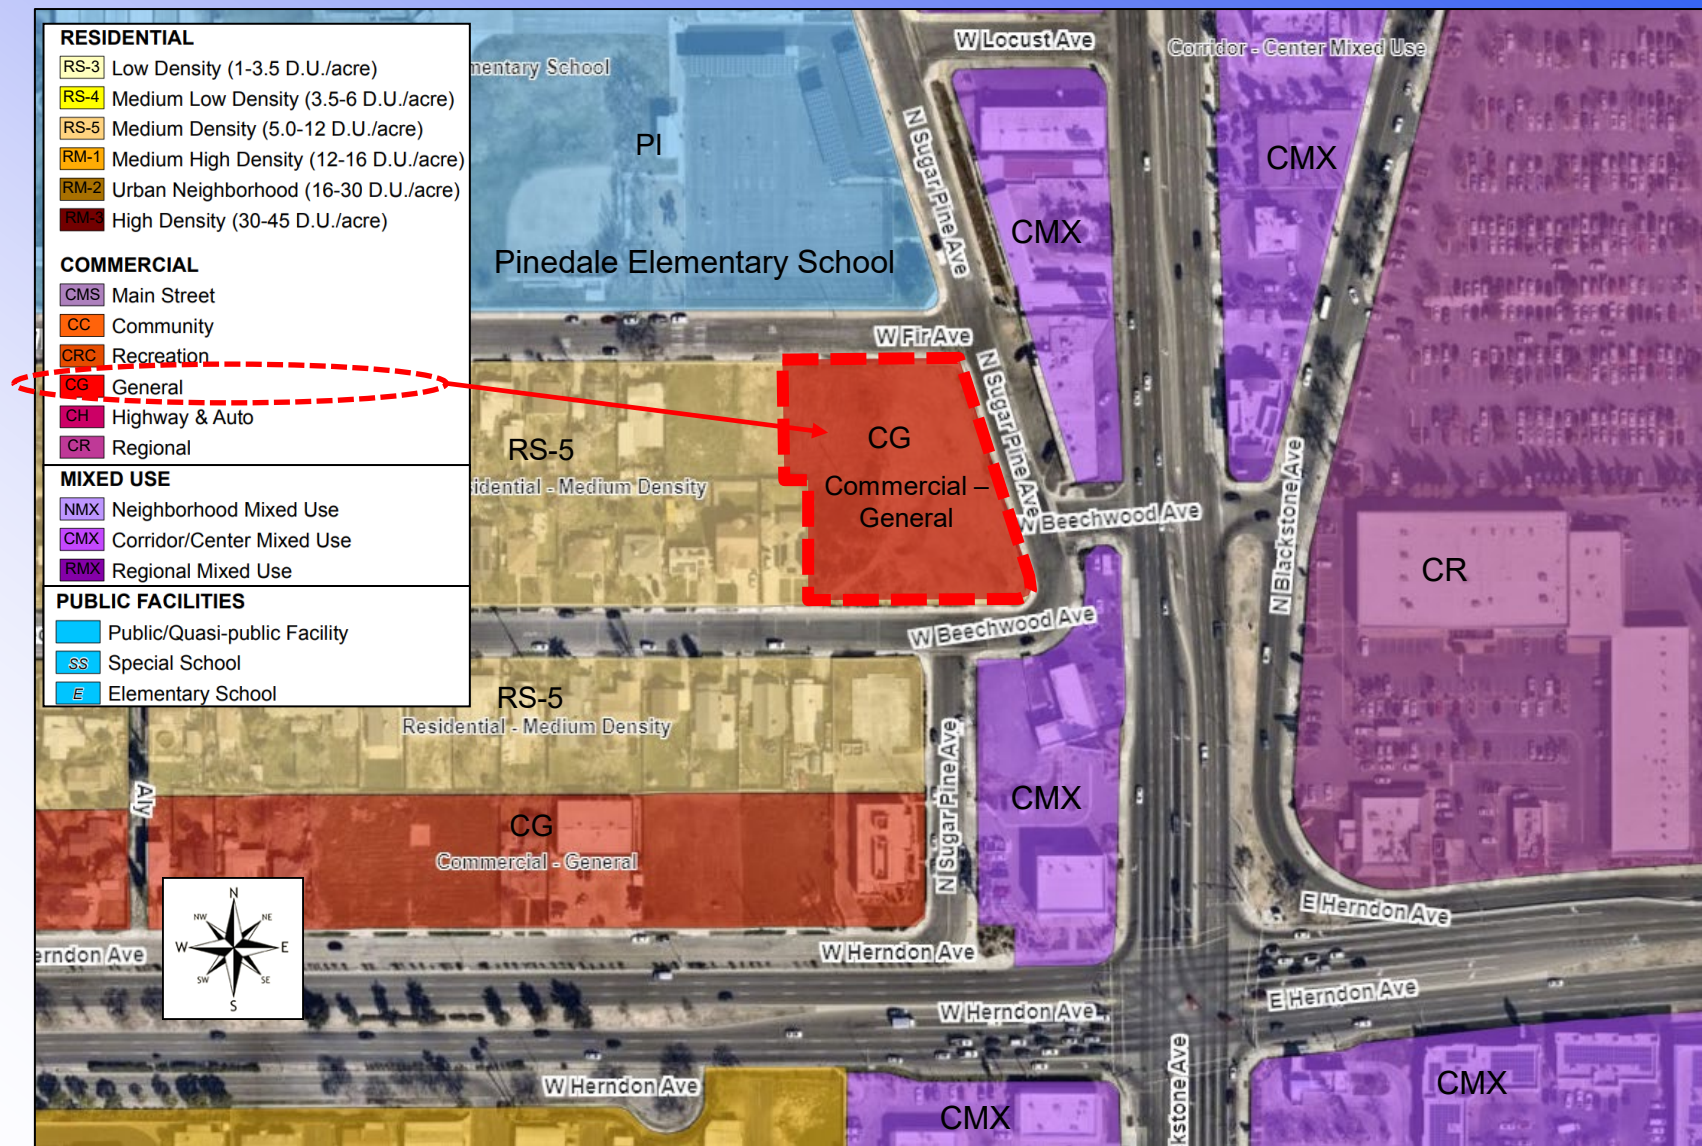 RESIDENTIAL
RS-3 Low Density (1-3.5 D.U./acre)
RS-4 Medium Low Density (3.5-6 D.U./acre)
RS-5 Medium Density (5.0-12 D.U./acre)
RM-1 Medium High Density (12-16 D.U./acre)
RM-2 Urban Neighborhood (16-30 D.U./acre)
RM-3 High Density (30-45 D.U./acre)
COMMERCIAL
CMS Main Street
CC Community
CRC Recreation
CG General
CH Highway & Auto
CR Regional
MIXED USE
NMX Neighborhood Mixed Use
CMX Corridor/Center Mixed Use
RMX Regional Mixed Use
PUBLIC FACILITIES
Public/Quasi-public Facility
SS Special School
E Elementary School
mentary School
PI
Pinedale Elementary School
W Locust Ave
Corridor - Center Mixed Use
N Sugar Pine Ave
CMX
CMX
W Fir Ave
N Sugar Pine Ave
RS-5
idential - Medium Density
CG
Commercial –
General
W Beechwood Ave
N Blackstone Ave
CR
W Beechwood Ave
RS-5
Residential - Medium Density
Aly
N Sugar Pine Ave
CMX
CG
Commercial - General
N
NE
E
SE
S
SW
W
NW
E Herndon Ave
erndon Ave
W Herndon Ave
W Herndon Ave
E Herndon Ave
W Herndon Ave
kstone Ave
CMX
CMX